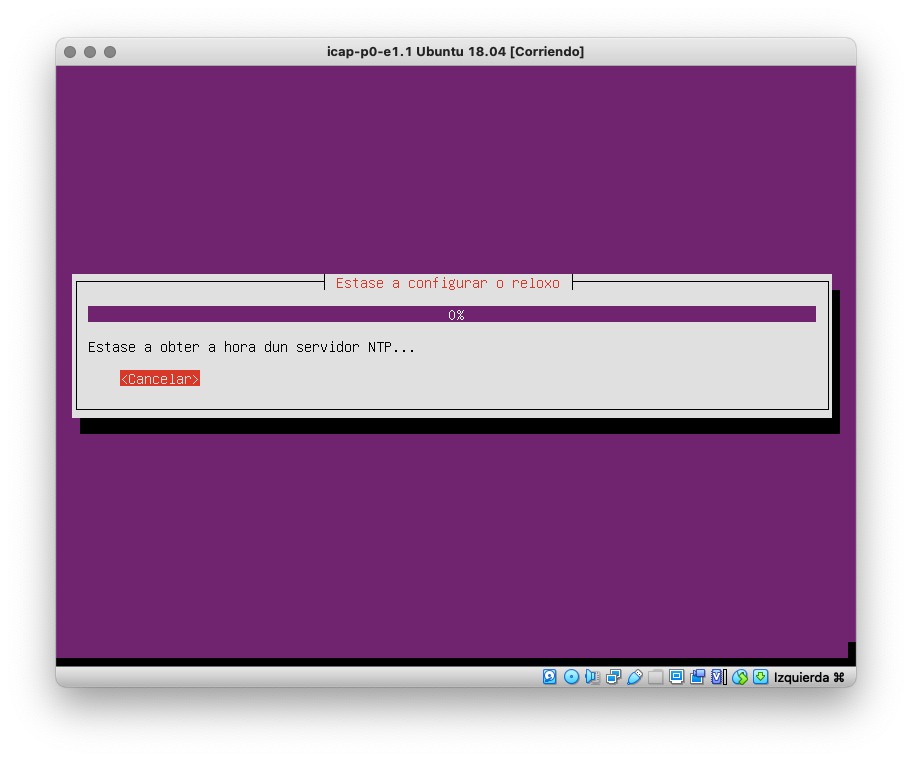 icap-p0-e1.1 Ubuntu 18.04 [Corriendo]
Estase a configurar o reloxo
0%
Estase a obter a hora dun servidor NTP...
<Cancelar>
Izquierda ⌘